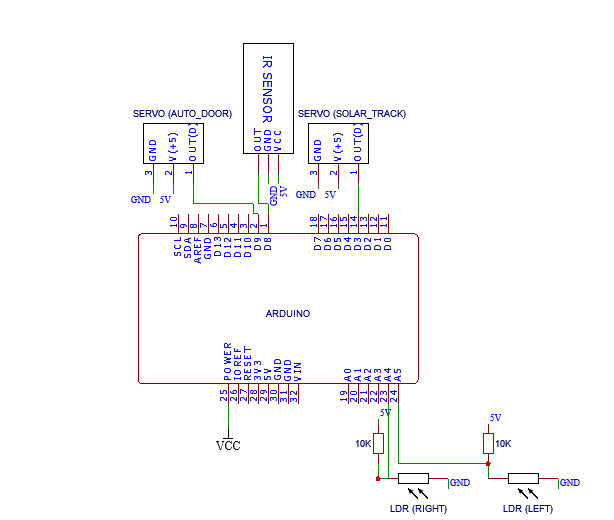 IR SENSOR
OUT
GND
VCC
SERVO (AUTO_DOOR)
GND
V(+5)
OUT(D)
3
2
1
GND 5V
SERVO (SOLAR_TRACK)
GND
V(+5)
OUT(D)
3
2
1
GND 5V
GND
5V
10
9
8
7
6
5
4
3
2
1
18
17
16
15
14
13
12
11
SCL
SDA
AREF
GND
D13
D12
D11
D10
D9
D8
D7
D6
D5
D4
D3
D2
D1
D0
ARDUINO
POWER
IOREF
RESET
3V3
5V
GND
GND
VIN
A0
A1
A2
A3
A4
A5
25
26
27
28
29
30
31
32
19
20
21
22
23
24
VCC
5V
10K
5V
10K
GND
LDR (RIGHT)
GND
LDR (LEFT)